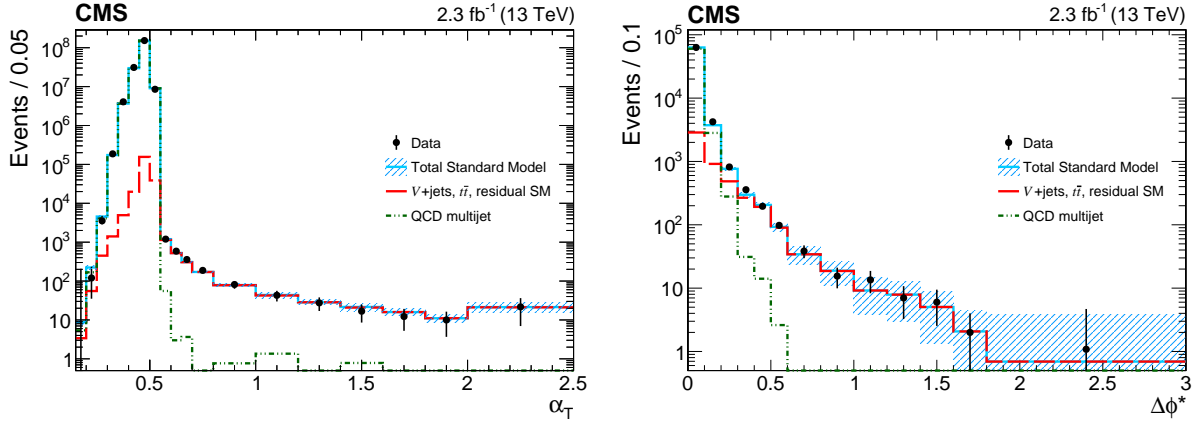 CMS 2.3 fb⁻¹ (13 TeV)
Events / 0.05
10⁸
10⁷
10⁶
10⁵
10⁴
10³
10²
10
1
Data
Total Standard Model
V+jets, tt̄, residual SM
QCD multijet
0.5 1 1.5 2 2.5
α_T
CMS 2.3 fb⁻¹ (13 TeV)
Events / 0.1
10⁵
10⁴
10³
10²
10
1
Data
Total Standard Model
V+jets, tt̄, residual SM
QCD multijet
0 0.5 1 1.5 2 2.5 3
Δϕ*